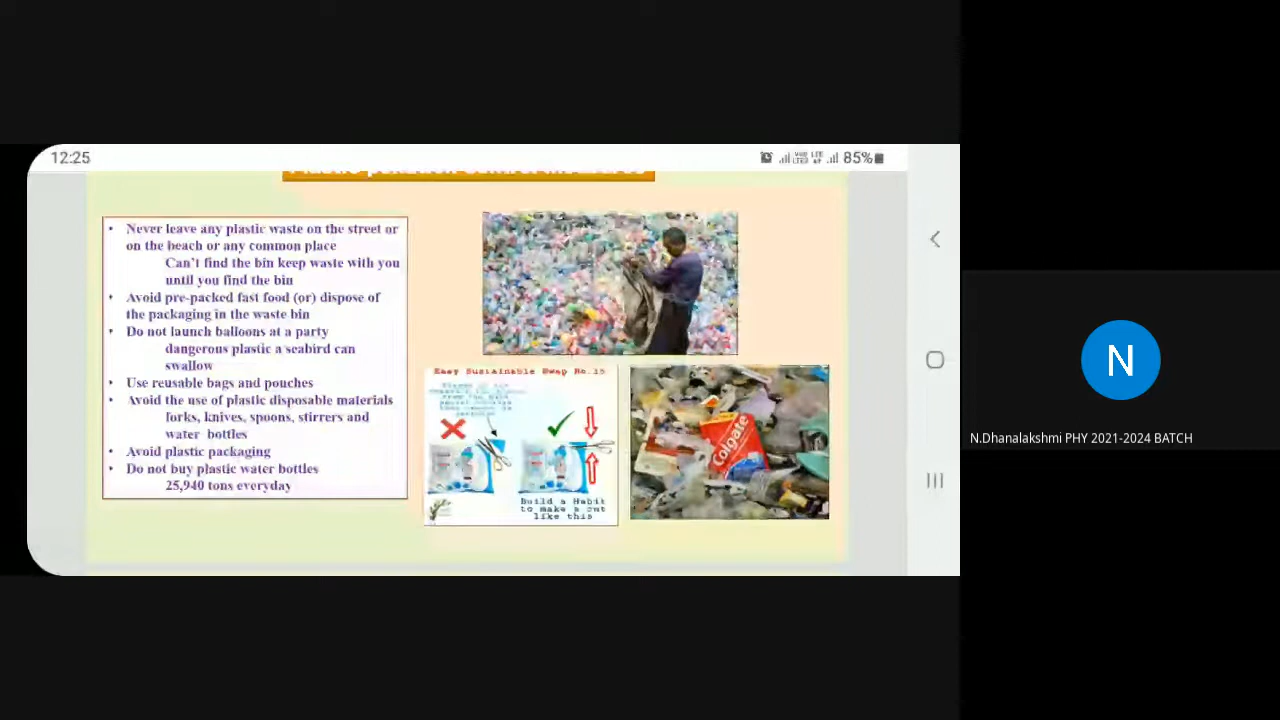 12:25
85%
• Never leave any plastic waste on the street or
on the beach or any common place
Can't find the bin keep waste with you
until you find the bin
• Avoid pre-packed fast food (or) dispose of
the packaging in the waste bin
• Do not launch balloons at a party
dangerous plastic a seabird can
swallow
• Use reusable bags and pouches
• Avoid the use of plastic disposable materials
forks, knives, spoons, stirrers and
water bottles
• Avoid plastic packaging
• Do not buy plastic water bottles
25,940 tons everyday
Easy Sustainable Swap No.15
Build a Habit
to make a cut
like this
Colgate
N
N.Dhanalakshmi PHY 2021-2024 BATCH